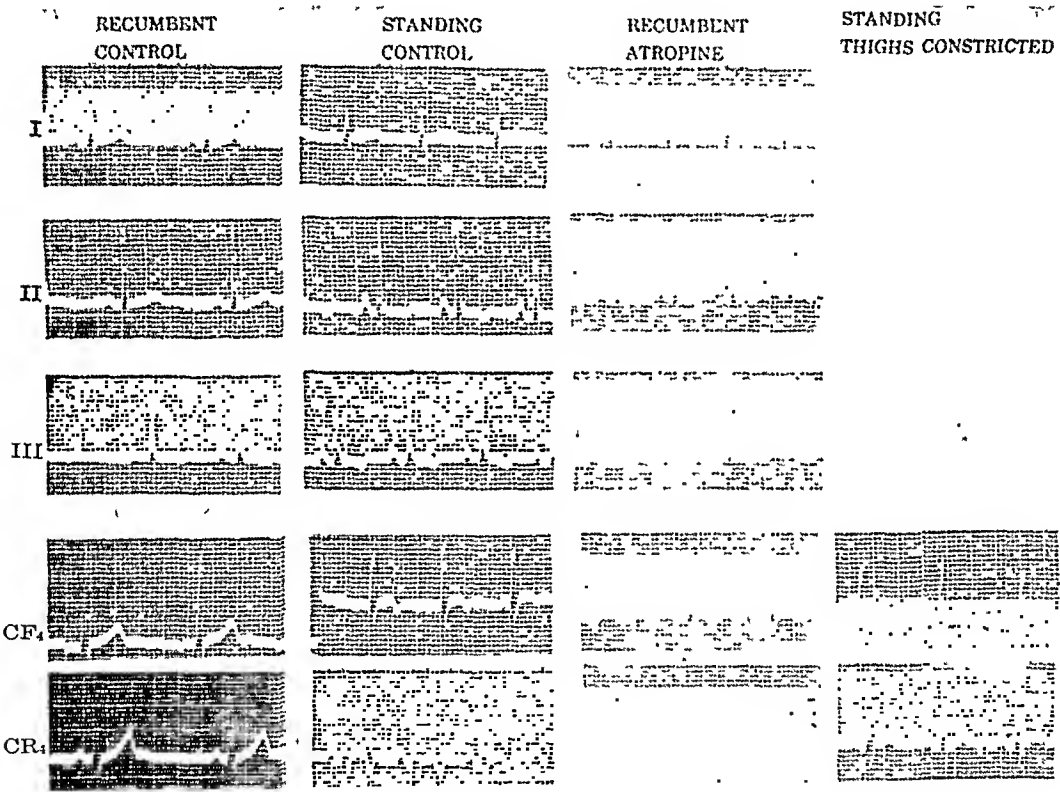 RECUMBENT
CONTROL
STANDING
CONTROL
RECUMBENT
ATROPINE
STANDING
THIGHS CONSTRICTED
I
II
III
CF4
CR4